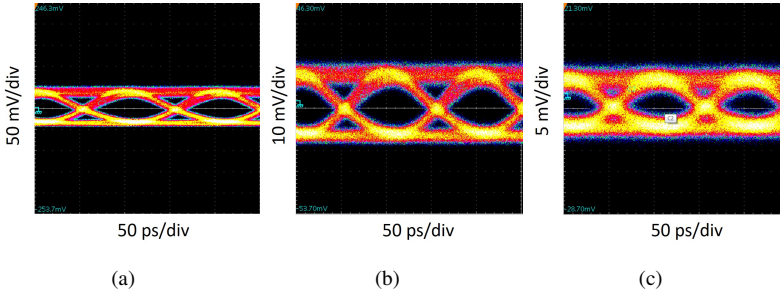 246.3mV
50 mV/div
-253.7mV
50 ps/div
(a)
46.30mV
10 mV/div
-53.70mV
50 ps/div
(b)
21.30mV
5 mV/div
-28.70mV
50 ps/div
(c)